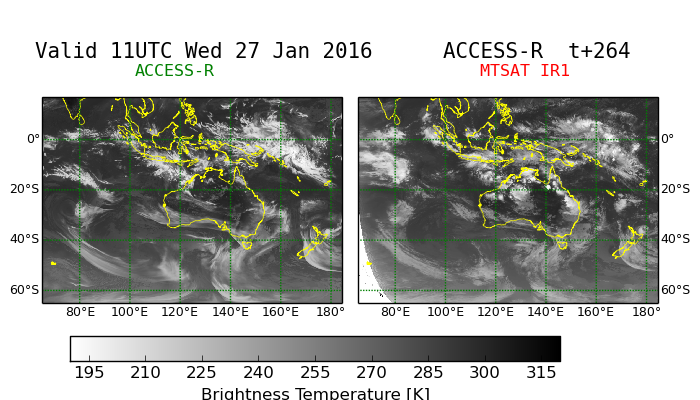 Valid 11UTC Wed 27 Jan 2016 ACCESS-R t+264
ACCESS-R MTSAT IR1
0° 0°
20°S 20°S
40°S 40°S
60°S 60°S
80°E 100°E 120°E 140°E 160°E 180° 80°E 100°E 120°E 140°E 160°E 180°
195 210 225 240 255 270 285 300 315
Brightness Temperature [K]